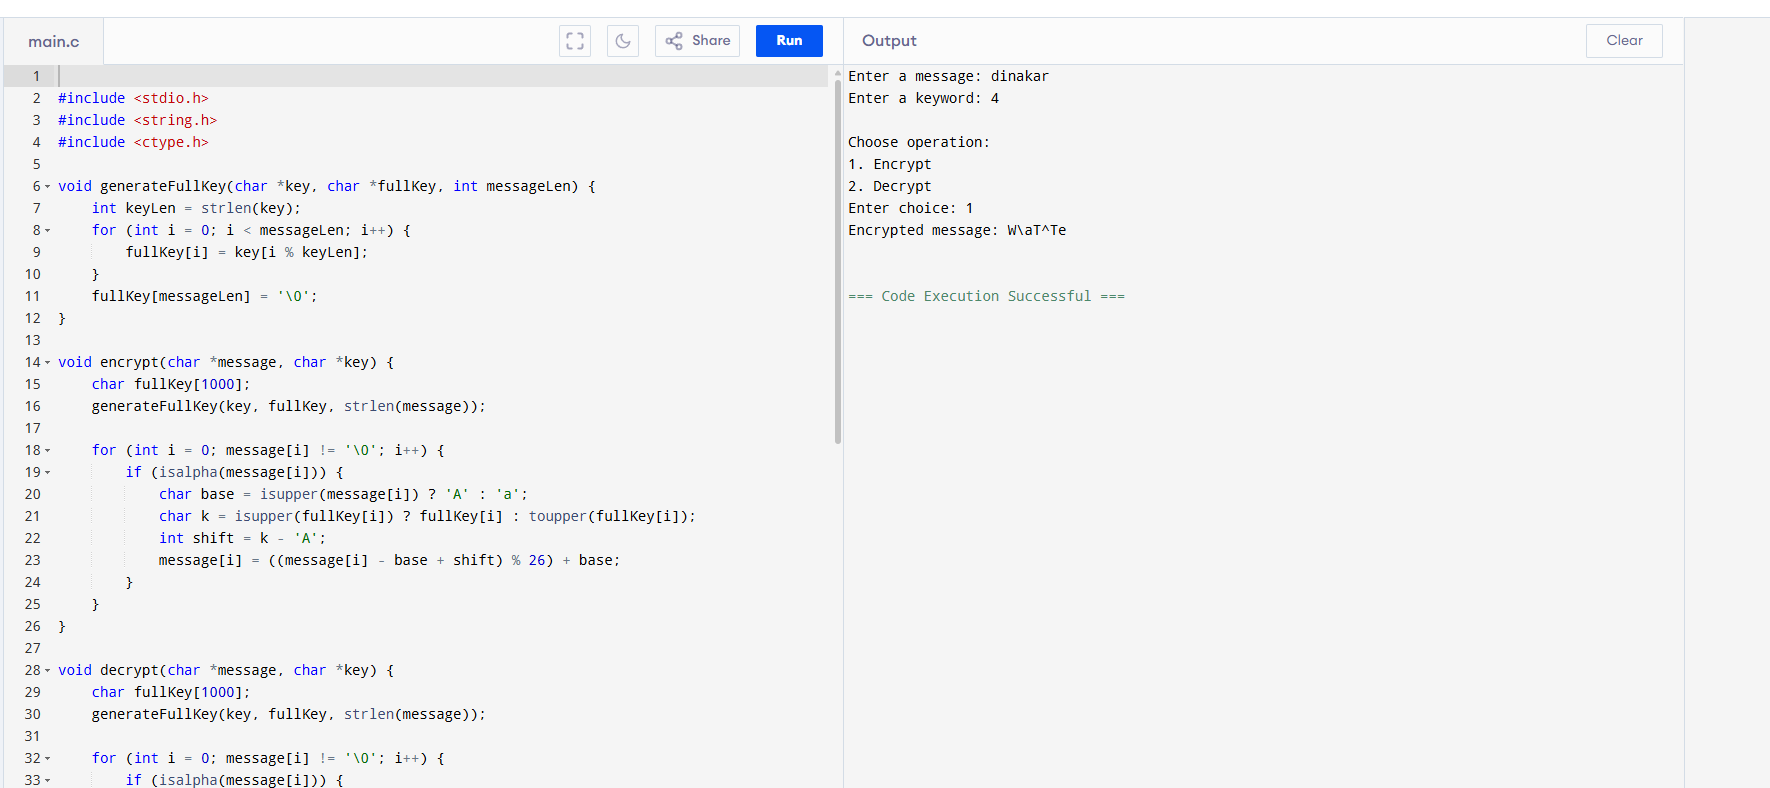 main.c
Share
Run
Output
Clear
1
2 #include <stdio.h>
3 #include <string.h>
4 #include <ctype.h>
5
6 void generateFullKey(char *key, char *fullKey, int messageLen) {
7     int keyLen = strlen(key);
8     for (int i = 0; i < messageLen; i++) {
9         fullKey[i] = key[i % keyLen];
10     }
11     fullKey[messageLen] = '\0';
12 }
13
14 void encrypt(char *message, char *key) {
15     char fullKey[1000];
16     generateFullKey(key, fullKey, strlen(message));
17
18     for (int i = 0; message[i] != '\0'; i++) {
19         if (isalpha(message[i])) {
20             char base = isupper(message[i]) ? 'A' : 'a';
21             char k = isupper(fullKey[i]) ? fullKey[i] : toupper(fullKey[i]);
22             int shift = k - 'A';
23             message[i] = ((message[i] - base + shift) % 26) + base;
24         }
25     }
26 }
27
28 void decrypt(char *message, char *key) {
29     char fullKey[1000];
30     generateFullKey(key, fullKey, strlen(message));
31
32     for (int i = 0; message[i] != '\0'; i++) {
33         if (isalpha(message[i])) {
Enter a message: dinakar
Enter a keyword: 4
Choose operation:
1. Encrypt
2. Decrypt
Enter choice: 1
Encrypted message: W\aT^Te
=== Code Execution Successful ===